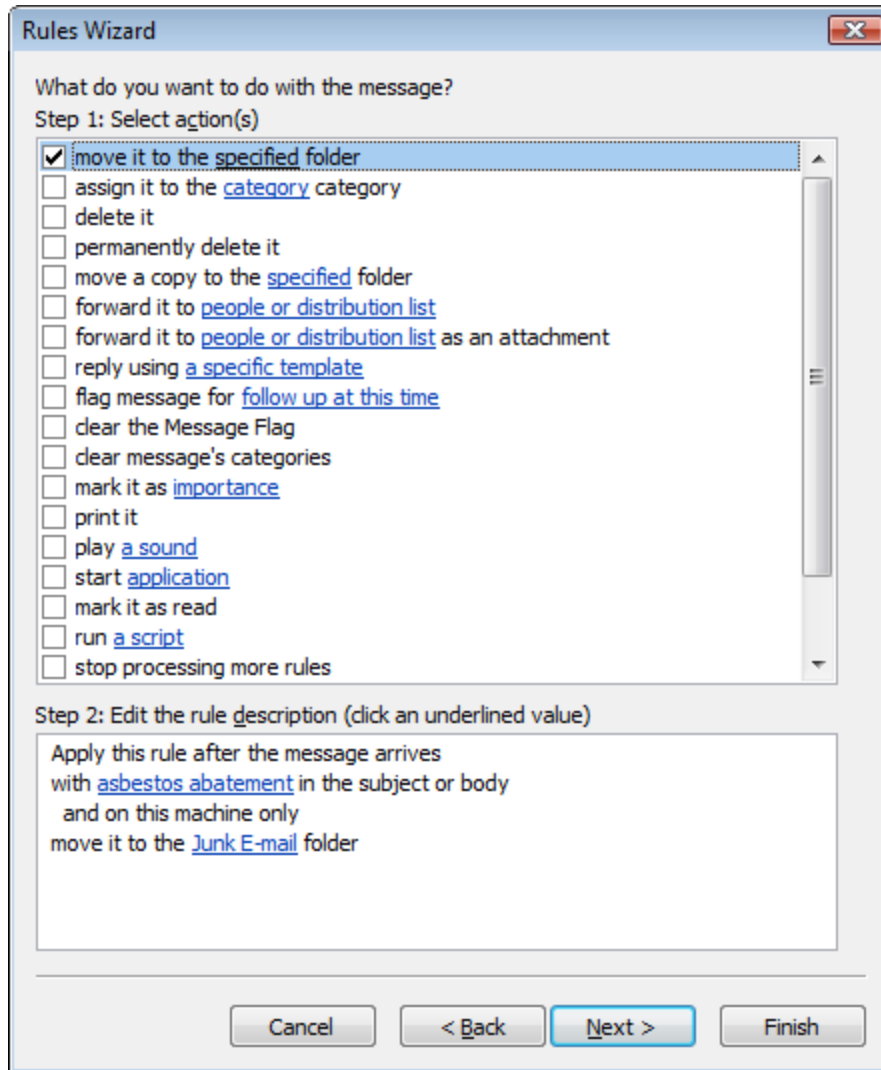 Rules Wizard
What do you want to do with the message?
Step 1: Select action(s)
move it to the specified folder
assign it to the category category
delete it
permanently delete it
move a copy to the specified folder
forward it to people or distribution list
forward it to people or distribution list as an attachment
reply using a specific template
flag message for follow up at this time
clear the Message Flag
clear message's categories
mark it as importance
print it
play a sound
start application
mark it as read
run a script
stop processing more rules
Step 2: Edit the rule description (click an underlined value)
Apply this rule after the message arrives
with asbestos abatement in the subject or body
and on this machine only
move it to the Junk E-mail folder
Cancel < Back Next > Finish